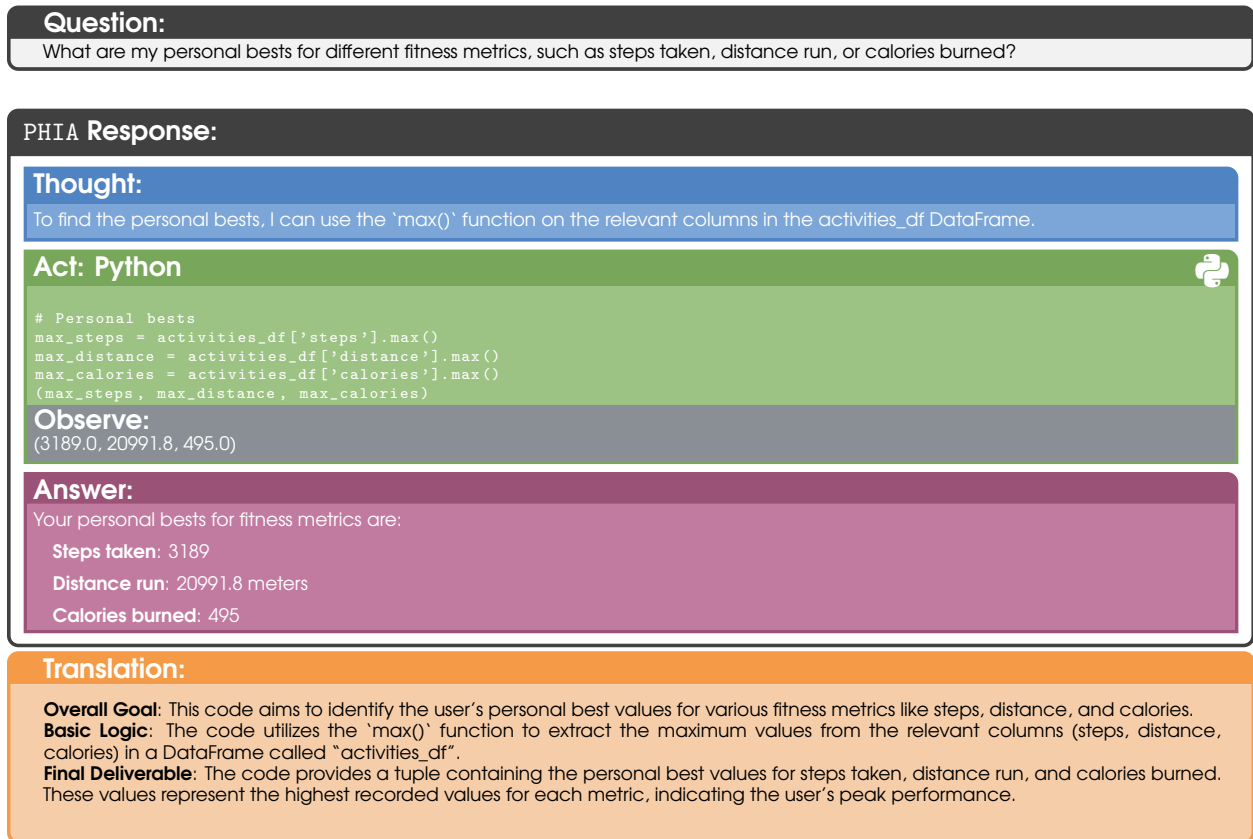 Question:
What are my personal bests for different fitness metrics, such as steps taken, distance run, or calories burned?
PHIA Response:
Thought:
To find the personal bests, I can use the `max()` function on the relevant columns in the activities_df DataFrame.
Act: Python
# Personal bests
max_steps = activities_df['steps'].max()
max_distance = activities_df['distance'].max()
max_calories = activities_df['calories'].max()
(max_steps, max_distance, max_calories)
Observe:
(3189.0, 20991.8, 495.0)
Answer:
Your personal bests for fitness metrics are:
Steps taken: 3189
Distance run: 20991.8 meters
Calories burned: 495
Translation:
Overall Goal: This code aims to identify the user's personal best values for various fitness metrics like steps, distance, and calories.
Basic Logic: The code utilizes the `max()` function to extract the maximum values from the relevant columns (steps, distance,
calories) in a DataFrame called "activities_df".
Final Deliverable: The code provides a tuple containing the personal best values for steps taken, distance run, and calories burned.
These values represent the highest recorded values for each metric, indicating the user's peak performance.